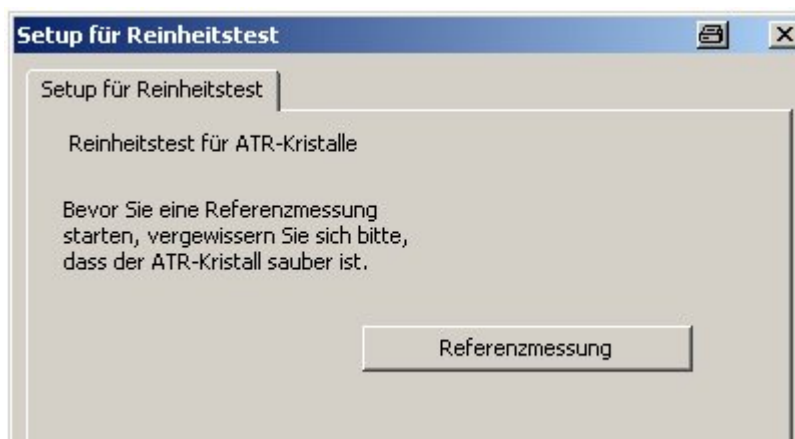 Setup für Reinheitstest
Setup für Reinheitstest
Reinheitstest für ATR-Kristalle
Bevor Sie eine Referenzmessung
starten, vergewissern Sie sich bitte,
dass der ATR-Kristall sauber ist.
Referenzmessung